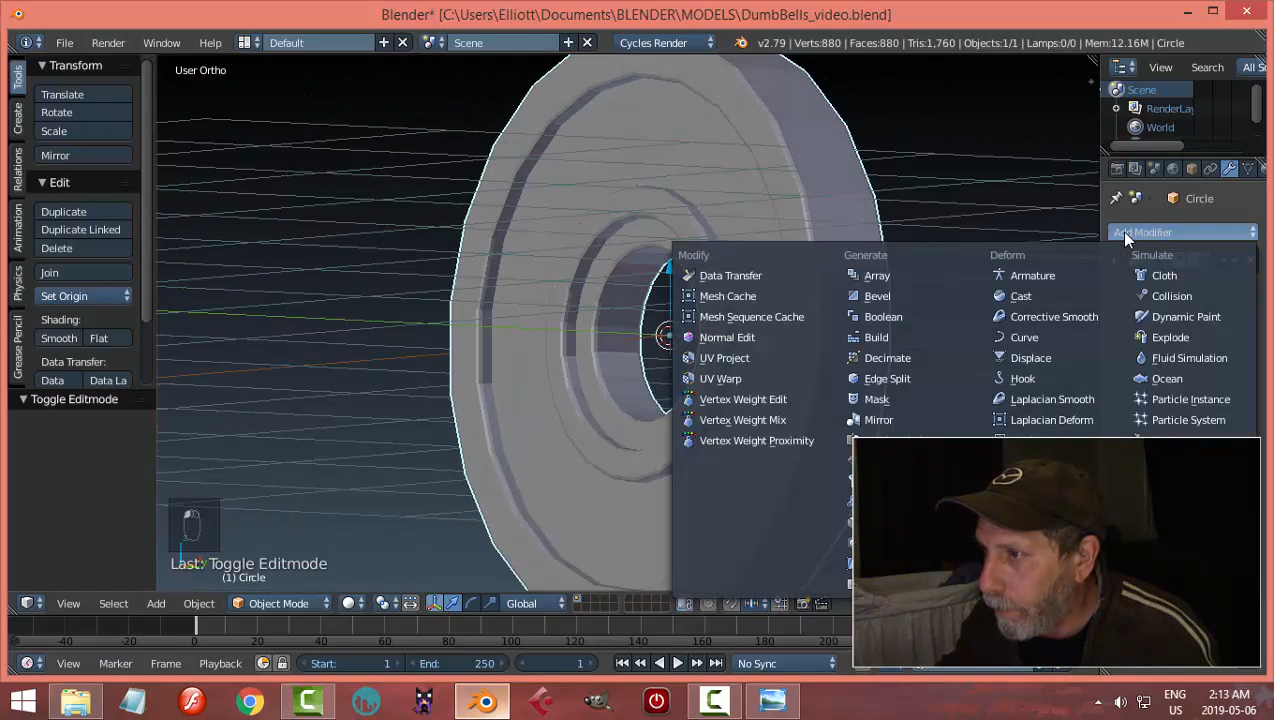 Blender* [C:\Users\Elliott\Documents\BLENDER\MODELS\DumbBells_video.blend]
File Render Window Help Default Scene Cycles Render v2.79 | Verts:880 | Faces:880 | Tris:1,760 | Objects:1/1 | Lamps:0/0 | Mem:12.16M | Circle
Tools
Create
Relations
Animation
Physics
Grease Pencil
Transform
Translate
Rotate
Scale
Mirror
Edit
Duplicate
Duplicate Linked
Delete
Join
Set Origin
Shading:
Smooth Flat
Data Transfer:
Data Data La
Toggle Editmode
User Ortho
Last: Toggle Editmode
(1) Circle
View Search All S
Scene
RenderLay
World
Circle
Add Modifier
Modify
Data Transfer
Mesh Cache
Mesh Sequence Cache
Normal Edit
UV Project
UV Warp
Vertex Weight Edit
Vertex Weight Mix
Vertex Weight Proximity
Generate
Array
Bevel
Boolean
Build
Decimate
Edge Split
Mask
Mirror
Deform
Armature
Cast
Corrective Smooth
Curve
Displace
Hook
Laplacian Smooth
Laplacian Deform
Simulate
Cloth
Collision
Dynamic Paint
Explode
Fluid Simulation
Ocean
Particle Instance
Particle System
View Select Add Object Object Mode Global
-40 -20 0 20 40 60 80 100 120 140 160 180 200
View Marker Frame Playback Start: 1 End: 250 1 No Sync
ENG
US
2:13 AM
2019-05-06